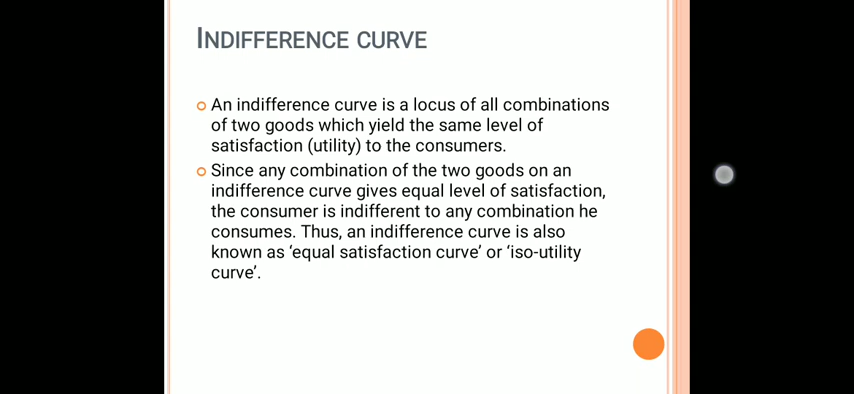 INDIFFERENCE CURVE
An indifference curve is a locus of all combinations
of two goods which yield the same level of
satisfaction (utility) to the consumers.
Since any combination of the two goods on an
indifference curve gives equal level of satisfaction,
the consumer is indifferent to any combination he
consumes. Thus, an indifference curve is also
known as ‘equal satisfaction curve’ or ‘iso-utility
curve’.